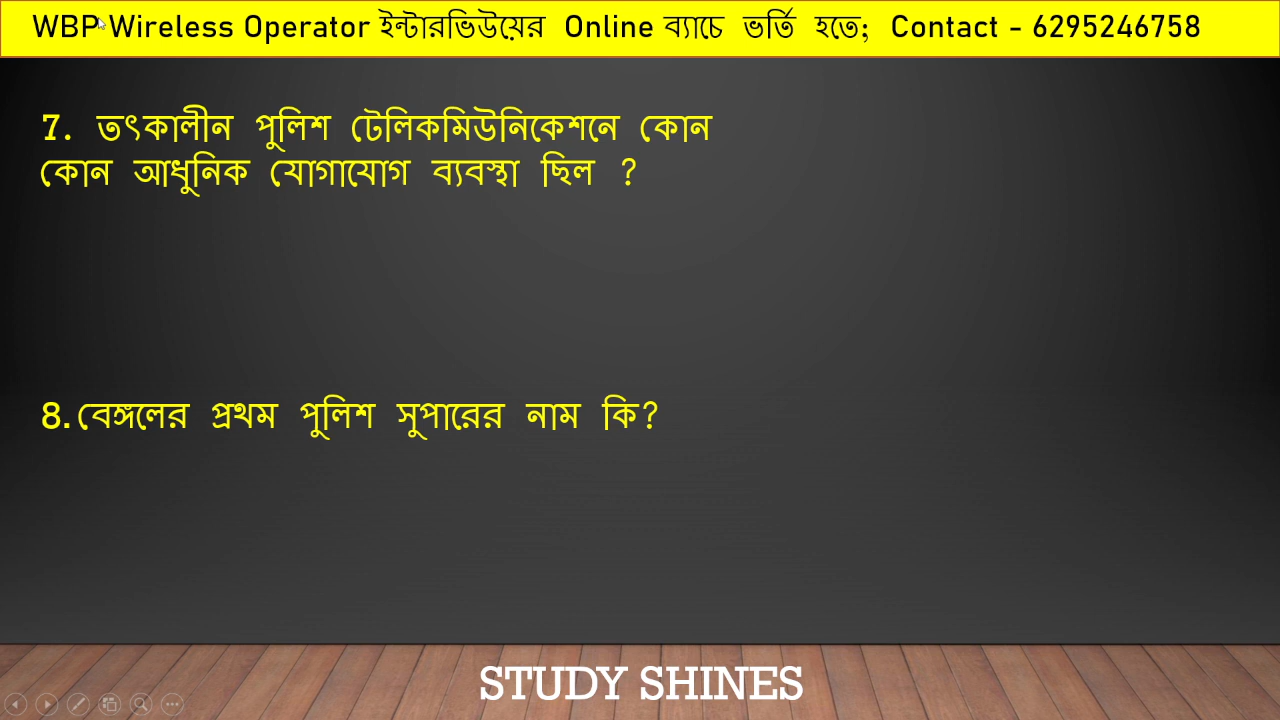 WBP Wireless Operator ইন্টারভিউয়ের Online ব্যাচে ভর্তি হতে; Contact - 6295246758
7. তৎকালীন পুলিশ টেলিকমিউনিকেশনে কোন
কোন আধুনিক যোগাযোগ ব্যবস্থা ছিল ?
8. বেঙ্গলের প্রথম পুলিশ সুপারের নাম কি?
STUDY SHINES